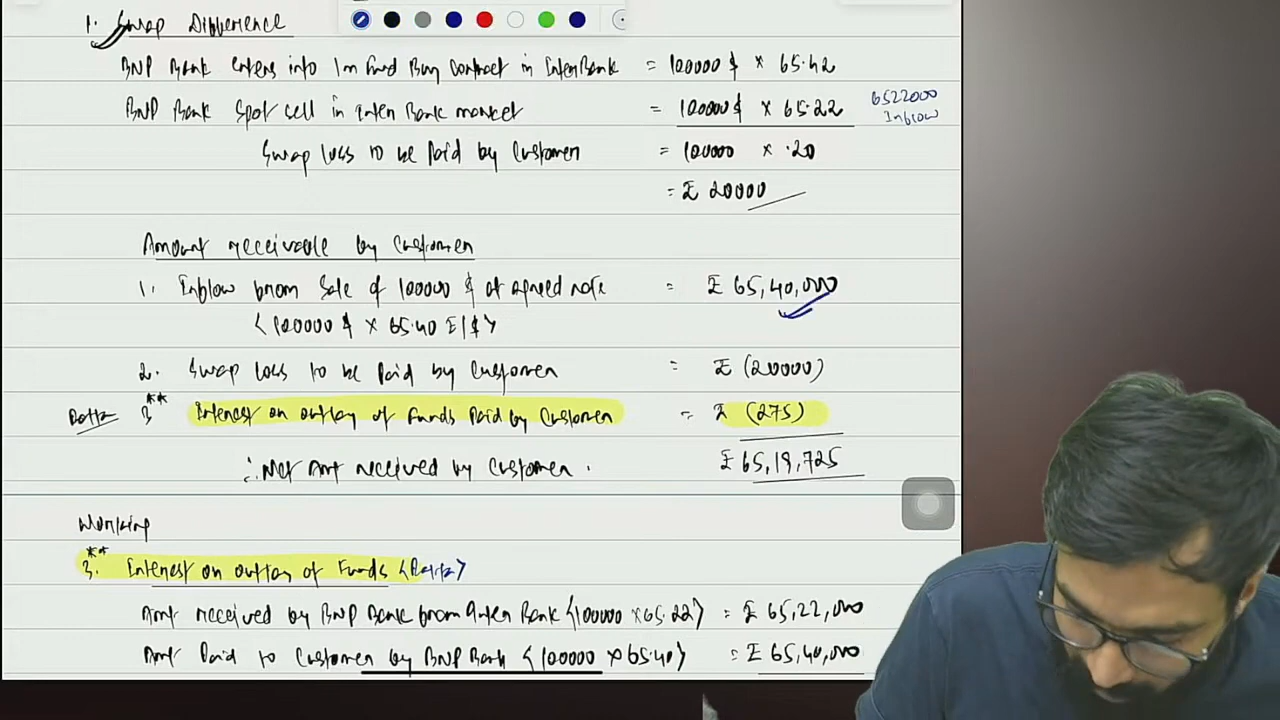 1. Swap Difference
BNP Bank enters into 1m Fwd Buy Contract in InterBank = 100000 $ × 65.42
BNP Bank Spot sell in Inter Bank market = 100000 $ × 65.22 6522000
Inflow
Swap loss to be Paid by Customer = 100000 × .20
= ₹ 20000
Amount receivable by Customer
1. Inflow from Sale of 100000 $ at agreed rate = ₹ 65,40,000
<100000 $ × 65.40 ₹/$>
2. Swap Loss to be Paid by Customer = ₹ (20000)
3** Interest on outlay of Funds Paid by Customer = ₹ (275)
∴ Net Amt received by Customer. ₹ 65,19,725
Working
**
3. Interest on outlay of Funds
Amt received by BNP Bank from Inter Bank <100000 × 65.22> = ₹ 65,22,000
Amt Paid to Customer by BNP Bank <100000 × 65.40> = ₹ 65,40,000